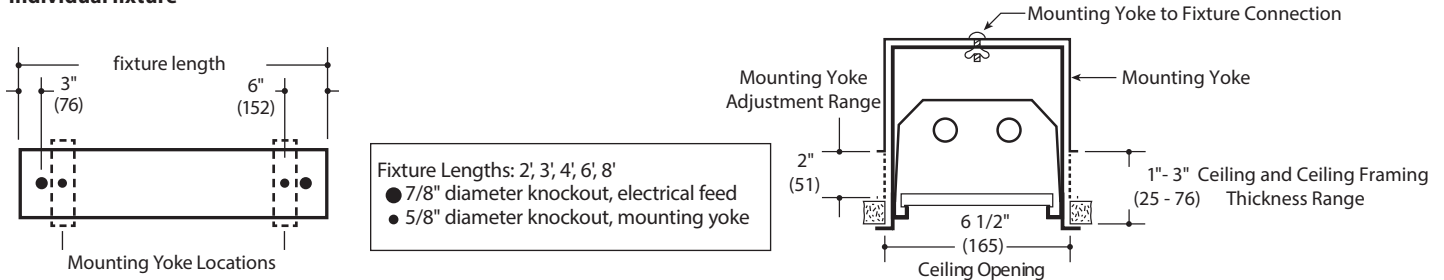 individual fixture
fixture length
3"
(76)
6"
(152)
Mounting Yoke Locations
Fixture Lengths: 2', 3', 4', 6', 8'
7/8" diameter knockout, electrical feed
5/8" diameter knockout, mounting yoke
Mounting Yoke to Fixture Connection
Mounting Yoke
Adjustment Range
Mounting Yoke
2"
(51)
1"- 3" Ceiling and Ceiling Framing
(25 - 76) Thickness Range
6 1/2"
(165)
Ceiling Opening